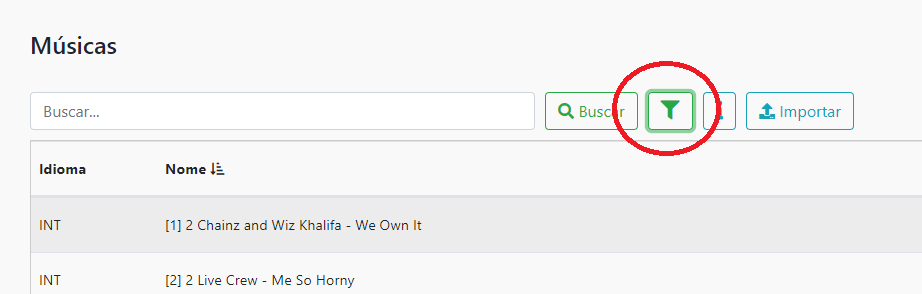 Músicas
Buscar... Buscar Importar
Idioma Nome
INT [1] 2 Chainz and Wiz Khalifa - We Own It
INT [2] 2 Live Crew - Me So Horny